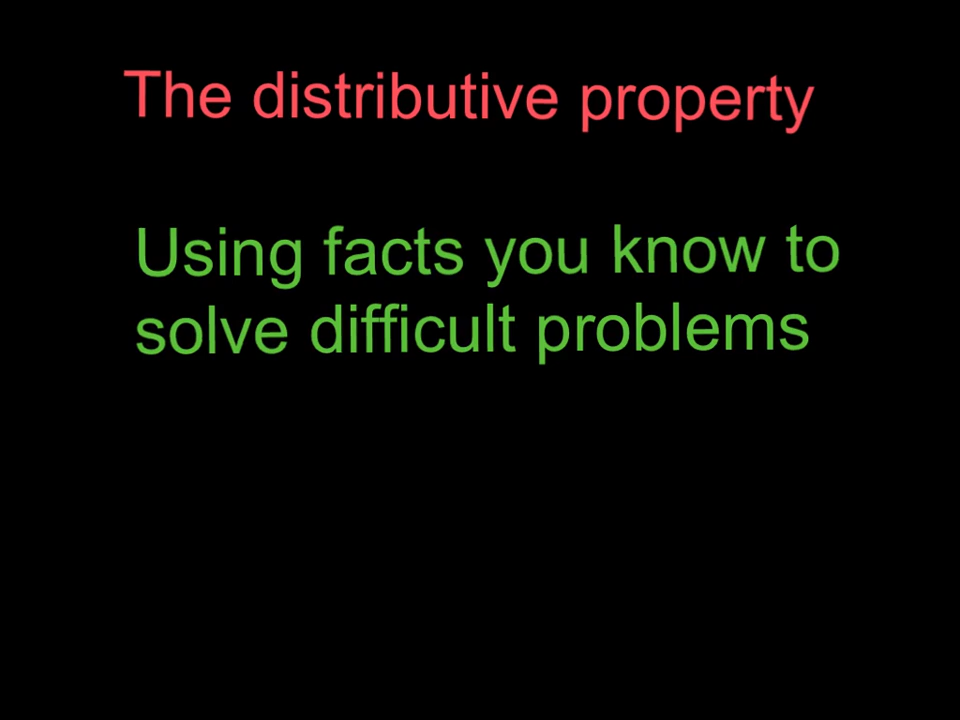 The distributive property
Using facts you know to
solve difficult problems